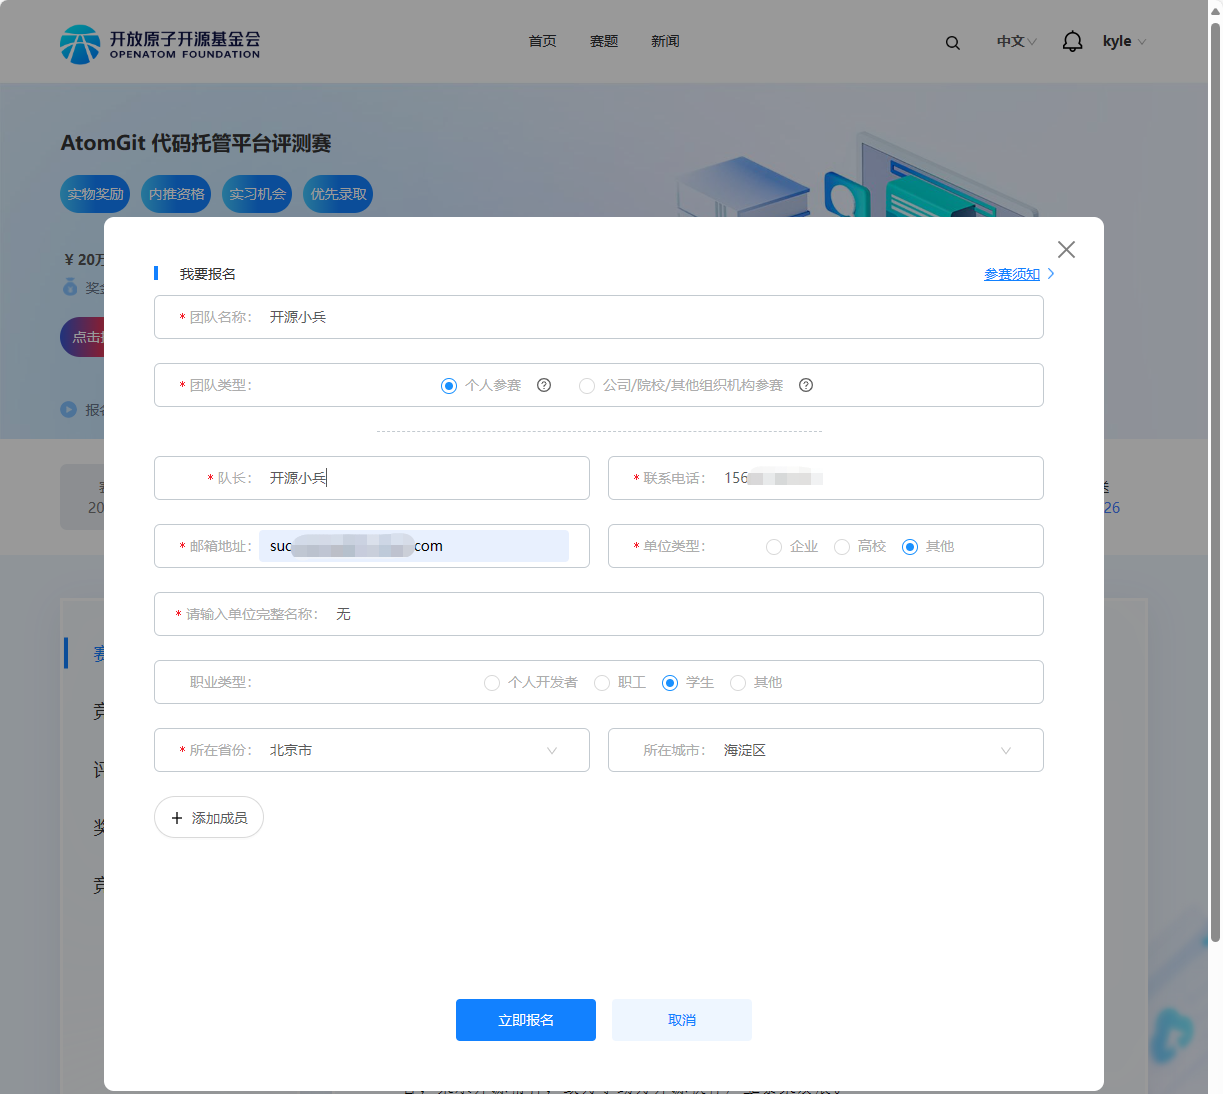 开放原子开源基金会
OPENATOM FOUNDATION
首页 赛题 新闻
中文 kyle
AtomGit 代码托管平台评测赛
实物奖励 内推资格 实习机会 优先录取
¥ 20万
奖金
点击
报名
我要报名
参赛须知
* 团队名称: 开源小兵
* 团队类型: 个人参赛 公司/院校/其他组织机构参赛
* 队长: 开源小兵
* 联系电话: 156
20
26
* 邮箱地址: suc com
* 单位类型: 企业 高校 其他
* 请输入单位完整名称: 无
职业类型: 个人开发者 职工 学生 其他
* 所在省份: 北京市
所在城市: 海淀区
+ 添加成员
立即报名 取消